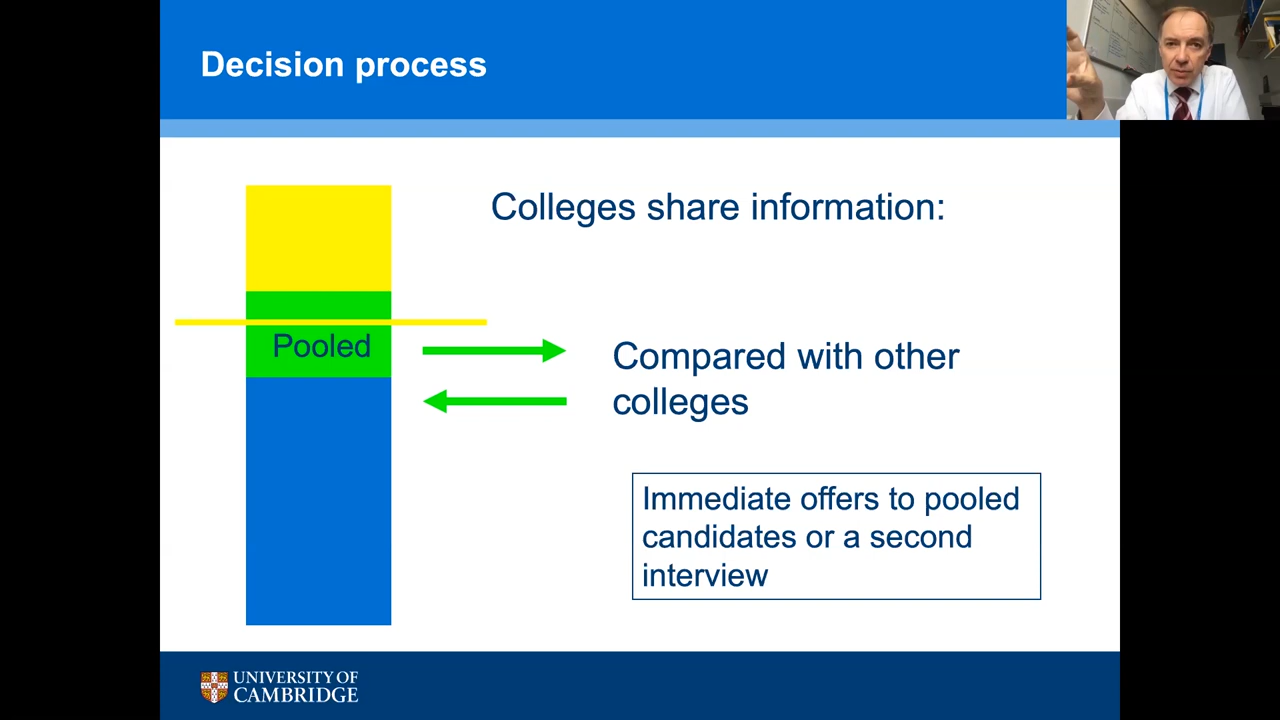 Decision process
Colleges share information:
Pooled
Compared with other
colleges
Immediate offers to pooled
candidates or a second
interview
UNIVERSITY OF
CAMBRIDGE